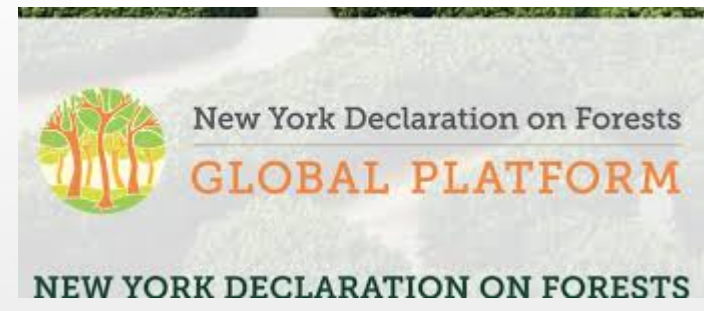 New York Declaration on Forests
GLOBAL PLATFORM
NEW YORK DECLARATION ON FORESTS